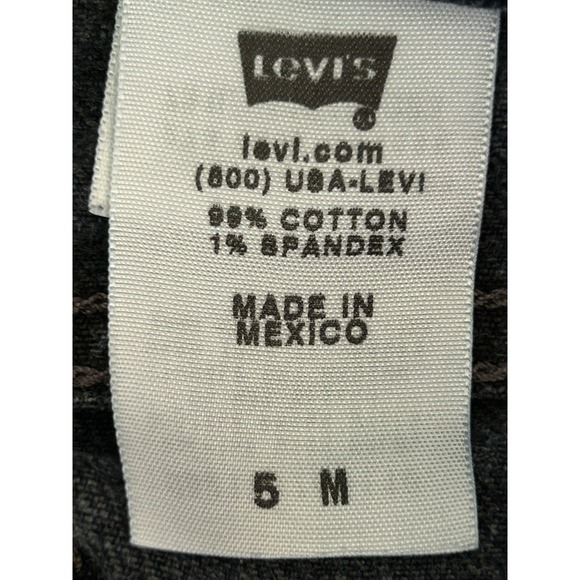 Levi's
®
levi.com
(800) USA-LEVI
99% COTTON
1% SPANDEX
MADE IN
MEXICO
5 M